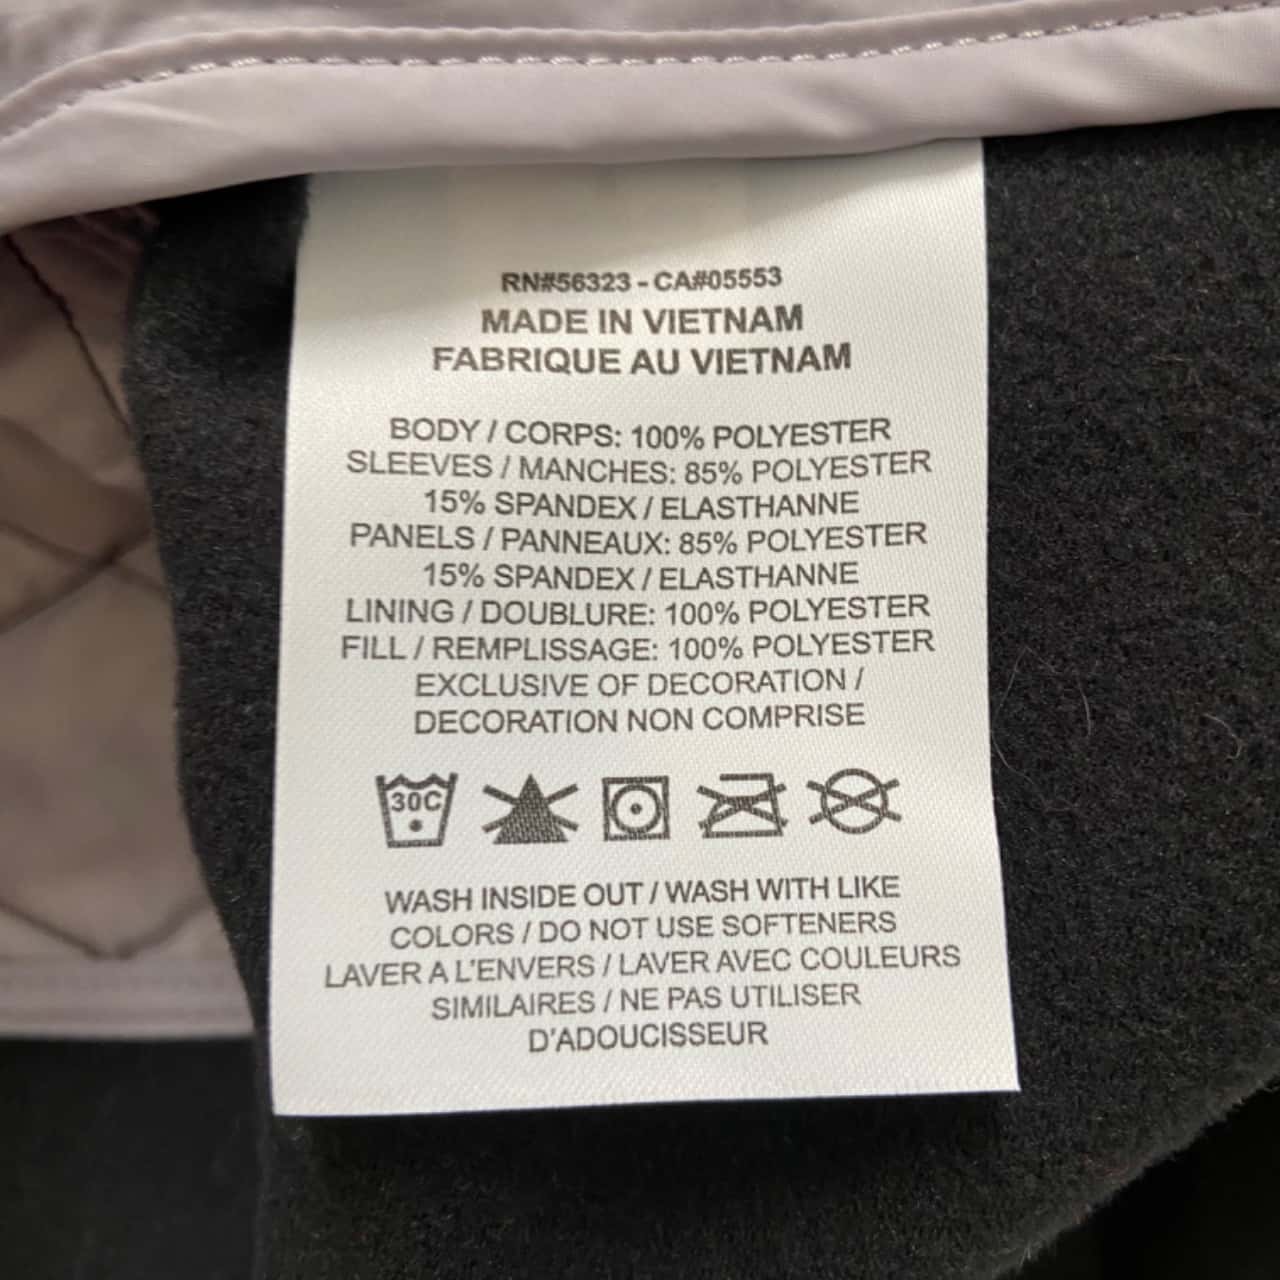 RN#56323 - CA#05553
MADE IN VIETNAM
FABRIQUE AU VIETNAM
BODY / CORPS: 100% POLYESTER
SLEEVES / MANCHES: 85% POLYESTER
15% SPANDEX / ELASTHANNE
PANELS / PANNEAUX: 85% POLYESTER
15% SPANDEX / ELASTHANNE
LINING / DOUBLURE: 100% POLYESTER
FILL / REMPLISSAGE: 100% POLYESTER
EXCLUSIVE OF DECORATION /
DECORATION NON COMPRISE
30C
WASH INSIDE OUT / WASH WITH LIKE
COLORS / DO NOT USE SOFTENERS
LAVER A L'ENVERS / LAVER AVEC COULEURS
SIMILAIRES / NE PAS UTILISER
D'ADOUCISSEUR